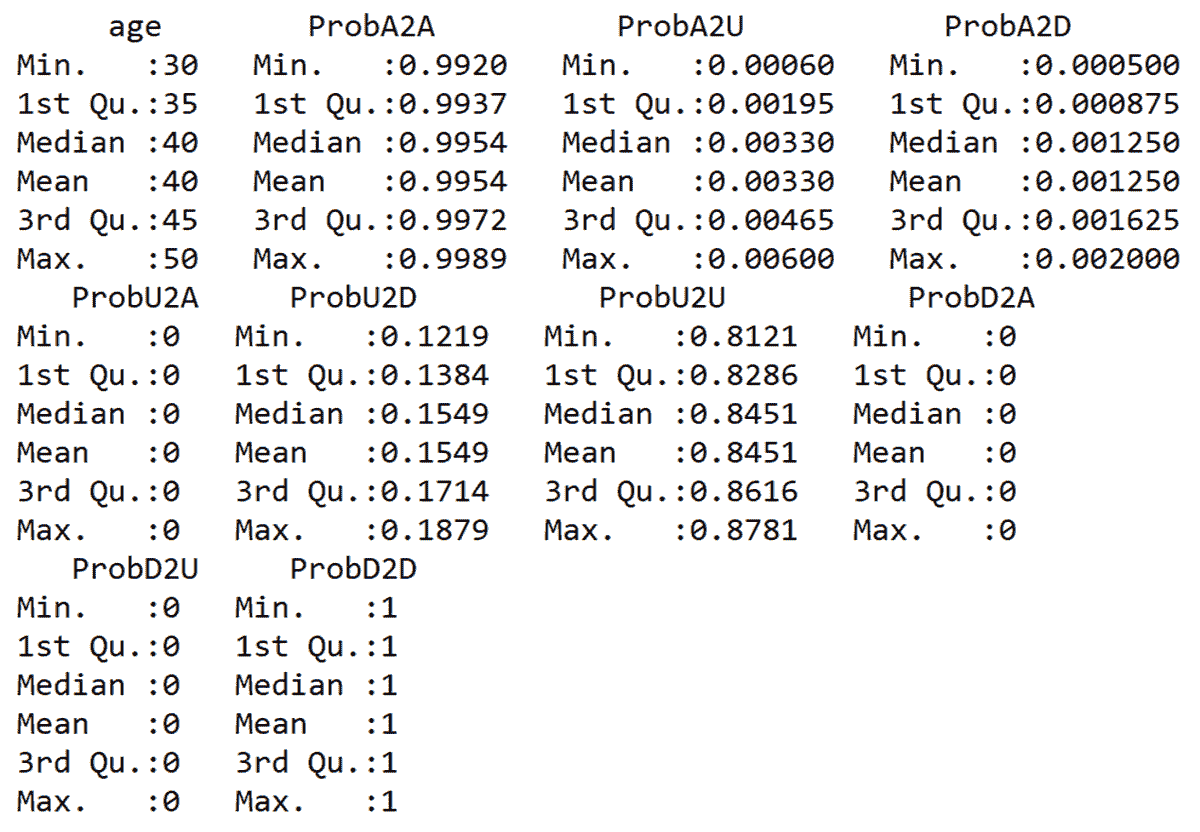 age ProbA2A ProbA2U ProbA2D
Min. :30 Min. :0.9920 Min. :0.00060 Min. :0.000500
1st Qu.:35 1st Qu.:0.9937 1st Qu.:0.00195 1st Qu.:0.000875
Median :40 Median :0.9954 Median :0.00330 Median :0.001250
Mean :40 Mean :0.9954 Mean :0.00330 Mean :0.001250
3rd Qu.:45 3rd Qu.:0.9972 3rd Qu.:0.00465 3rd Qu.:0.001625
Max. :50 Max. :0.9989 Max. :0.00600 Max. :0.002000
ProbU2A ProbU2D ProbU2U ProbD2A
Min. :0 Min. :0.1219 Min. :0.8121 Min. :0
1st Qu.:0 1st Qu.:0.1384 1st Qu.:0.8286 1st Qu.:0
Median :0 Median :0.1549 Median :0.8451 Median :0
Mean :0 Mean :0.1549 Mean :0.8451 Mean :0
3rd Qu.:0 3rd Qu.:0.1714 3rd Qu.:0.8616 3rd Qu.:0
Max. :0 Max. :0.1879 Max. :0.8781 Max. :0
ProbD2U ProbD2D
Min. :0 Min. :1
1st Qu.:0 1st Qu.:1
Median :0 Median :1
Mean :0 Mean :1
3rd Qu.:0 3rd Qu.:1
Max. :0 Max. :1